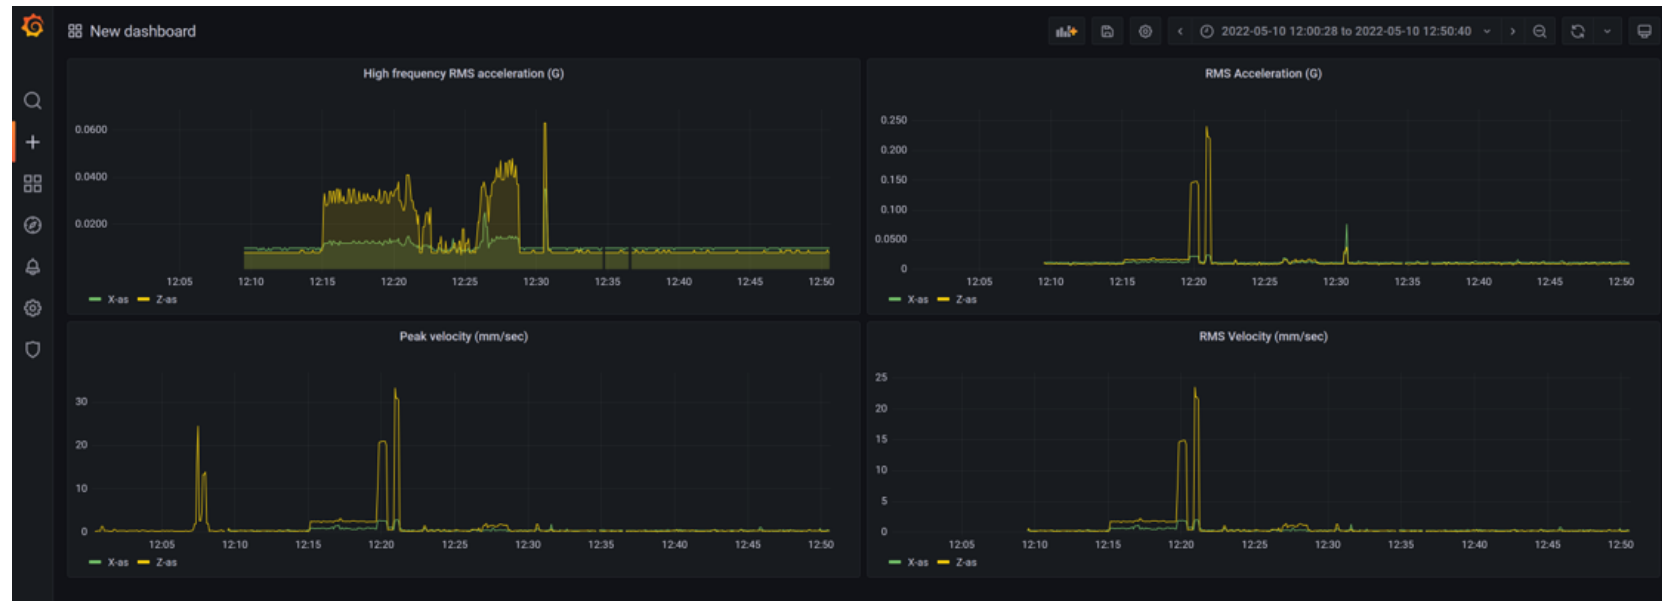 New dashboard
2022-05-10 12:00:28 to 2022-05-10 12:50:40
High frequency RMS acceleration (G)
0.0600
0.0400
0.0200
12:05 12:10 12:15 12:20 12:25 12:30 12:35 12:40 12:45 12:50
X-as Z-as
RMS Acceleration (G)
0.250
0.200
0.150
0.100
0.0500
0
12:05 12:10 12:15 12:20 12:25 12:30 12:35 12:40 12:45 12:50
X-as Z-as
Peak velocity (mm/sec)
30
20
10
0
12:05 12:10 12:15 12:20 12:25 12:30 12:35 12:40 12:45 12:50
X-as Z-as
RMS Velocity (mm/sec)
25
20
15
10
5
0
12:05 12:10 12:15 12:20 12:25 12:30 12:35 12:40 12:45 12:50
X-as Z-as